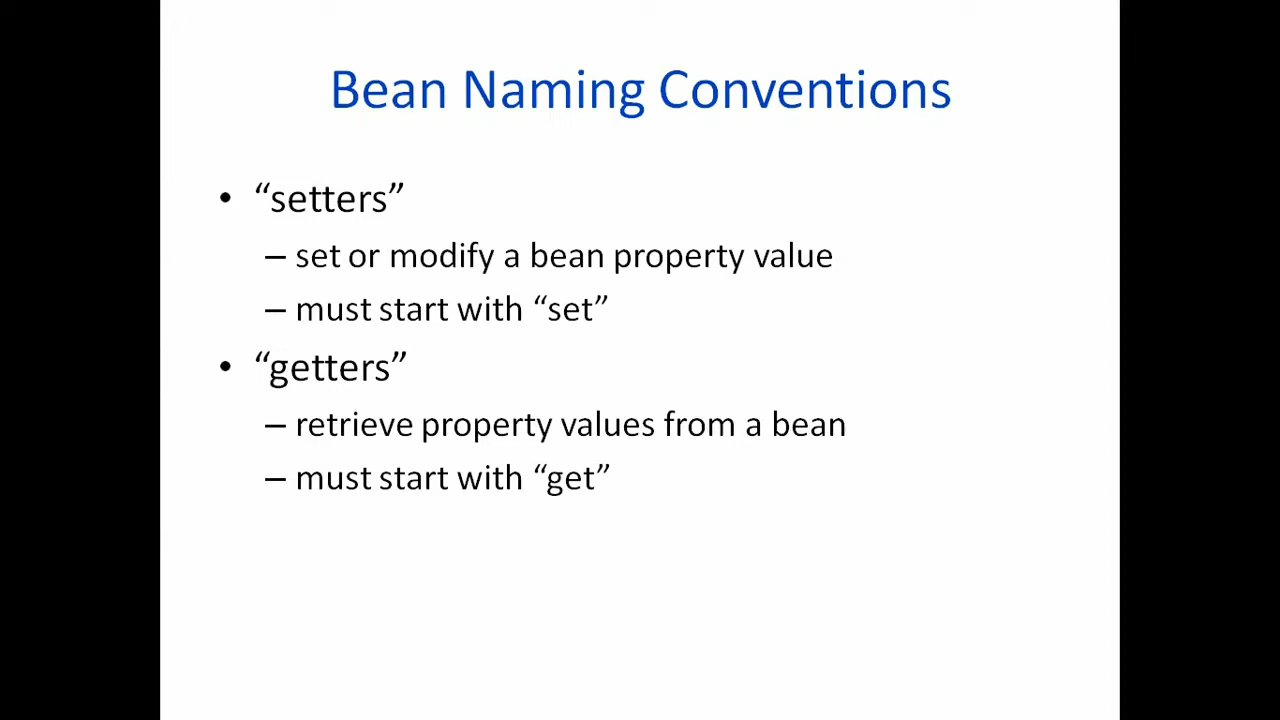 Bean Naming Conventions
• “setters”
– set or modify a bean property value
– must start with “set”
• “getters”
– retrieve property values from a bean
– must start with “get”